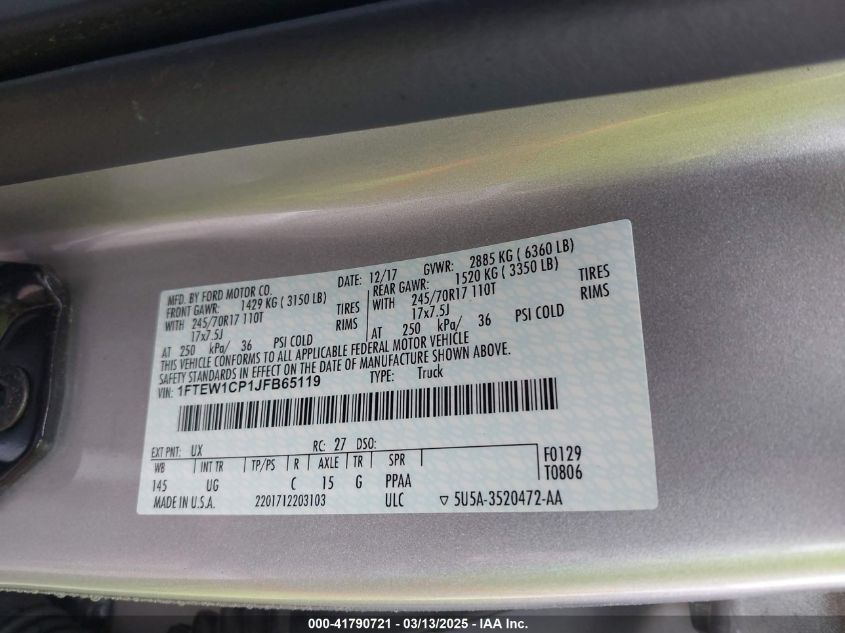 MFD. BY FORD MOTOR CO.
DATE: 12/17 GVWR: 2885 KG ( 6360 LB)
FRONT GAWR: 1429 KG ( 3150 LB)
REAR GAWR: 1520 KG ( 3350 LB)
WITH 245/70R17 110T TIRES
WITH 245/70R17 110T TIRES
17x7.5J RIMS
17x7.5J RIMS
AT 250 kPa/ 36 PSI COLD
AT 250 kPa/ 36 PSI COLD
THIS VEHICLE CONFORMS TO ALL APPLICABLE FEDERAL MOTOR VEHICLE
SAFETY STANDARDS IN EFFECT ON THE DATE OF MANUFACTURE SHOWN ABOVE.
VIN: 1FTEW1CP1JFB65119 TYPE: Truck
EXT PNT: UX RC: 27 DSO:
WB INT TR TP/PS R AXLE TR SPR
145 UG C 15 G PPAA
F0129
T0806
MADE IN U.S.A. 2201712203103 ULC ▽ 5U5A-3520472-AA
000-41790721 — 03/13/2025 - IAA Inc.